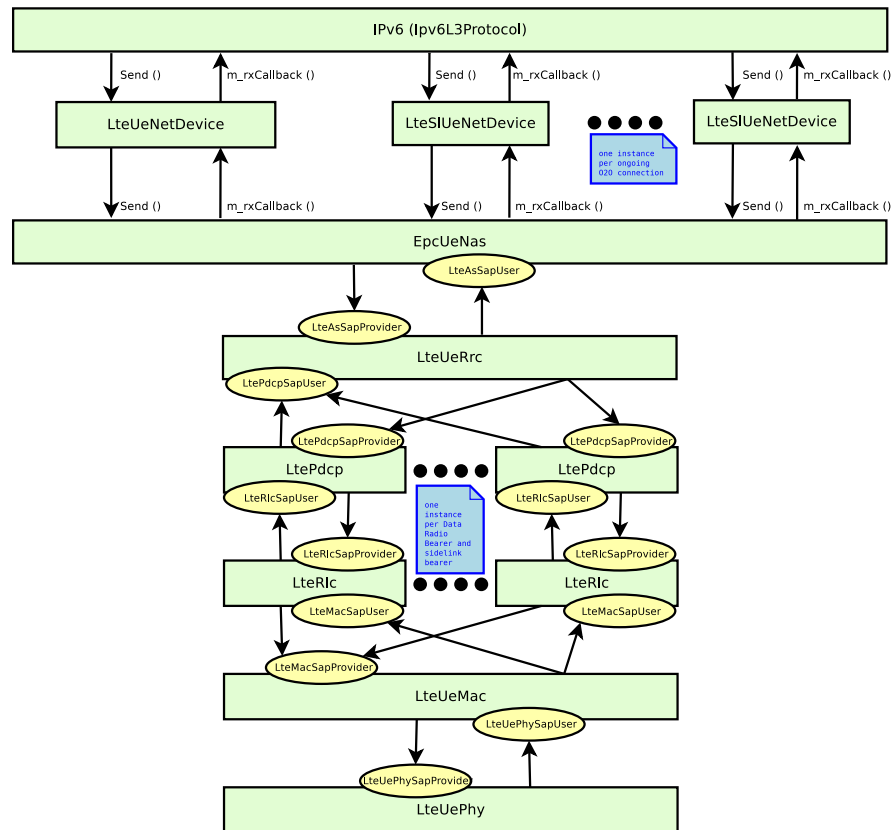 IPv6 (Ipv6L3Protocol)
Send ()
m_rxCallback ()
Send ()
m_rxCallback ()
Send ()
m_rxCallback ()
LteUeNetDevice
LteSlUeNetDevice
LteSlUeNetDevice
one instance
per ongoing
O2O connection
Send ()
m_rxCallback ()
Send ()
m_rxCallback ()
Send ()
m_rxCallback ()
EpcUeNas
LteAsSapUser
LteAsSapProvider
LteUeRrc
LtePdcpSapUser
LtePdcpSapProvider
LtePdcpSapProvider
LtePdcp
LtePdcp
LteRlcSapUser
LteRlcSapUser
one
instance
per Data
Radio
Bearer and
sidelink
bearer
LteRlcSapProvider
LteRlcSapProvider
LteRlc
LteRlc
LteMacSapUser
LteMacSapUser
LteMacSapProvider
LteUeMac
LteUePhySapUser
LteUePhySapProvider
LteUePhy